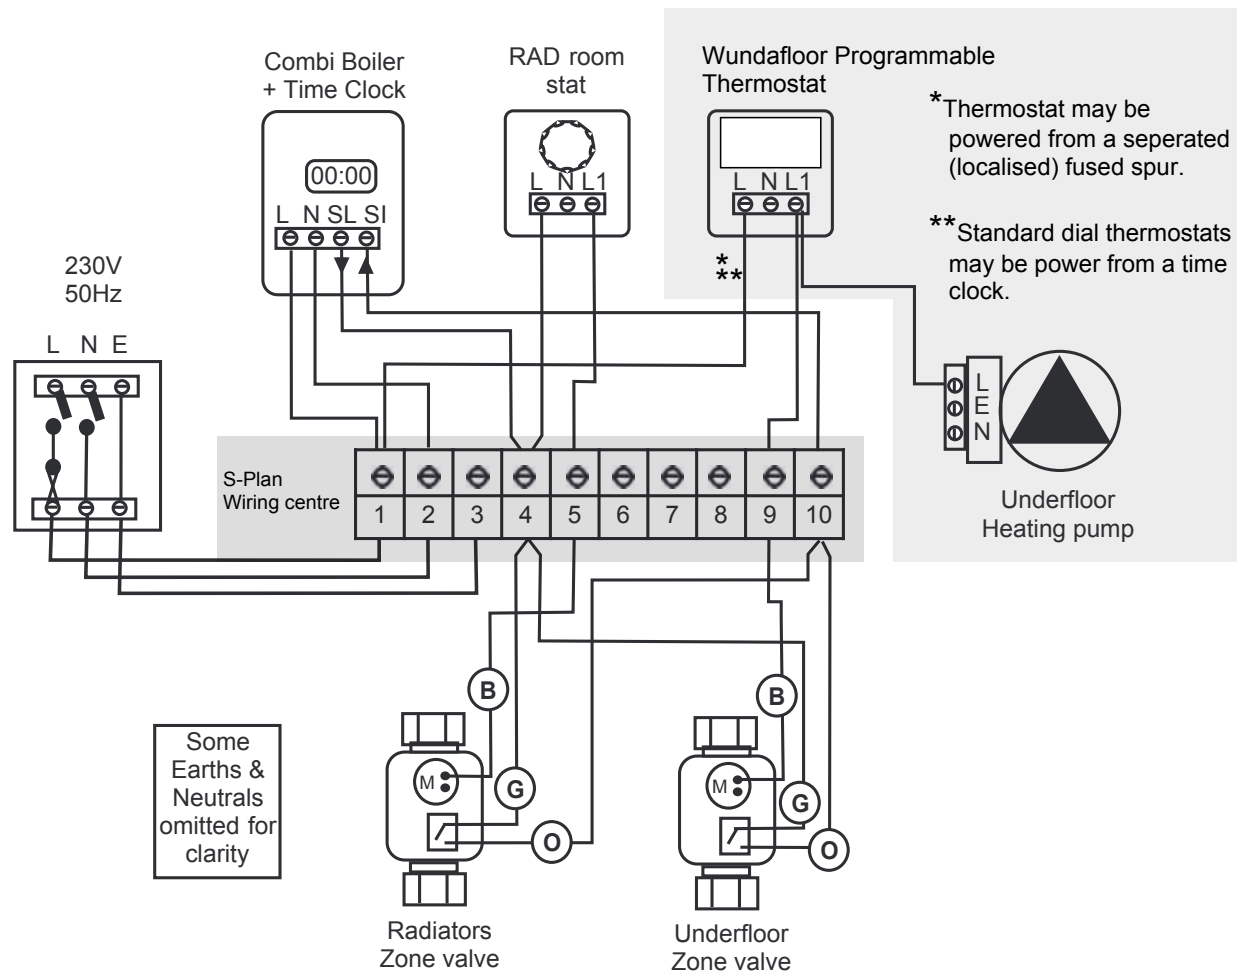 Combi Boiler
+ Time Clock
00:00
L N SL SI
RAD room
stat
L N L1
Wundafloor Programmable
Thermostat
L N L1
*Thermostat may be
powered from a seperated
(localised) fused spur.
**Standard dial thermostats
may be power from a time
clock.
*
**
230V
50Hz
L N E
L
E
N
Underfloor
Heating pump
S-Plan
Wiring centre
1 2 3 4 5 6 7 8 9 10
B
G
O
M
B
G
O
M
Some
Earths &
Neutrals
omitted for
clarity
Radiators
Zone valve
Underfloor
Zone valve